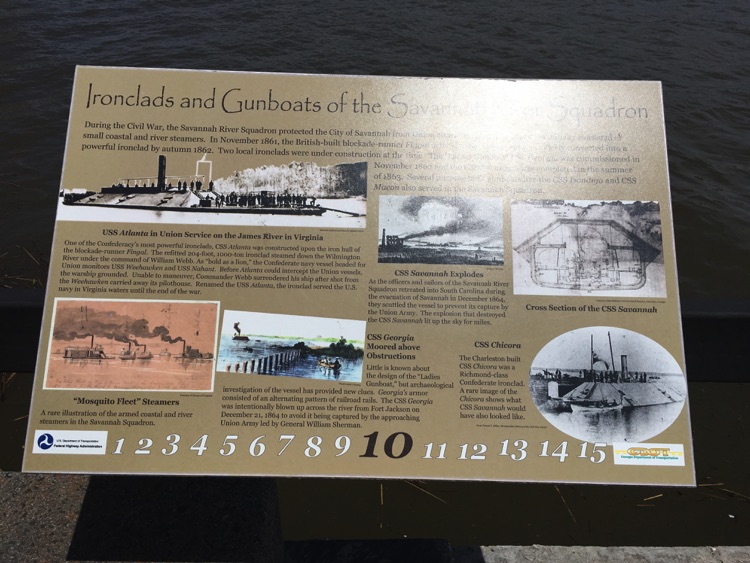 Ironclads and Gunboats of the Savannah River Squadron
During the Civil War, the Savannah River Squadron protected the City of Savannah from Union
small coastal and river steamers. In November 1861, the British-built blockade-runner Fingal
powerful ironclad by autumn 1862. Two local ironclads were under construction at the time. The
November
of 1863. Several
Macon also served in the Savannah Squadron.
USS Atlanta in Union Service on the James River in Virginia
One of the Confederacy's most powerful ironclads, CSS Atlanta was constructed upon the iron hull of
the blockade-runner Fingal. The refitted 204-foot, 1000-ton ironclad steamed down the Wilmington
River under the command of William Webb. As "bold as a lion," the Confederate navy vessel headed for
Union monitors USS Weehawken and USS Nahant. Before Atlanta could intercept the Union vessels,
the warship grounded. Unable to maneuver, Commander Webb surrendered his ship after shot from
the Weehawken carried away its pilothouse. Renamed the USS Atlanta, the ironclad served the U.S.
navy in Virginia waters until the end of the war.
CSS Savannah Explodes
As the officers and sailors of the Savannah River
Squadron retreated into South Carolina during
the evacuation of Savannah in December 1864,
they scuttled the vessel to prevent its capture by
the Union Army. The explosion that destroyed
the CSS Savannah lit up the sky for miles.
Cross Section of the CSS Savannah
"Mosquito Fleet" Steamers
A rare illustration of the armed coastal and river
steamers in the Savannah Squadron.
CSS Georgia
Moored above
Obstructions
Little is known about
the design of the "Ladies
Gunboat," but archaeological
investigation of the vessel has provided new clues. Georgia's armor
consisted of an alternating pattern of railroad rails. The CSS Georgia
was intentionally blown up across the river from Fort Jackson on
December 21, 1864 to avoid it being captured by the approaching
Union Army led by General William Sherman.
CSS Chicora
The Charleston built
CSS Chicora was a
Richmond-class
Confederate ironclad.
A rare image of the
Chicora shows what
CSS Savannah would
have also looked like.
U.S. Department of Transportation
Federal Highway Administration
1 2 3 4 5 6 7 8 9 10 11 12 13 14 15
Georgia Department of Transportation